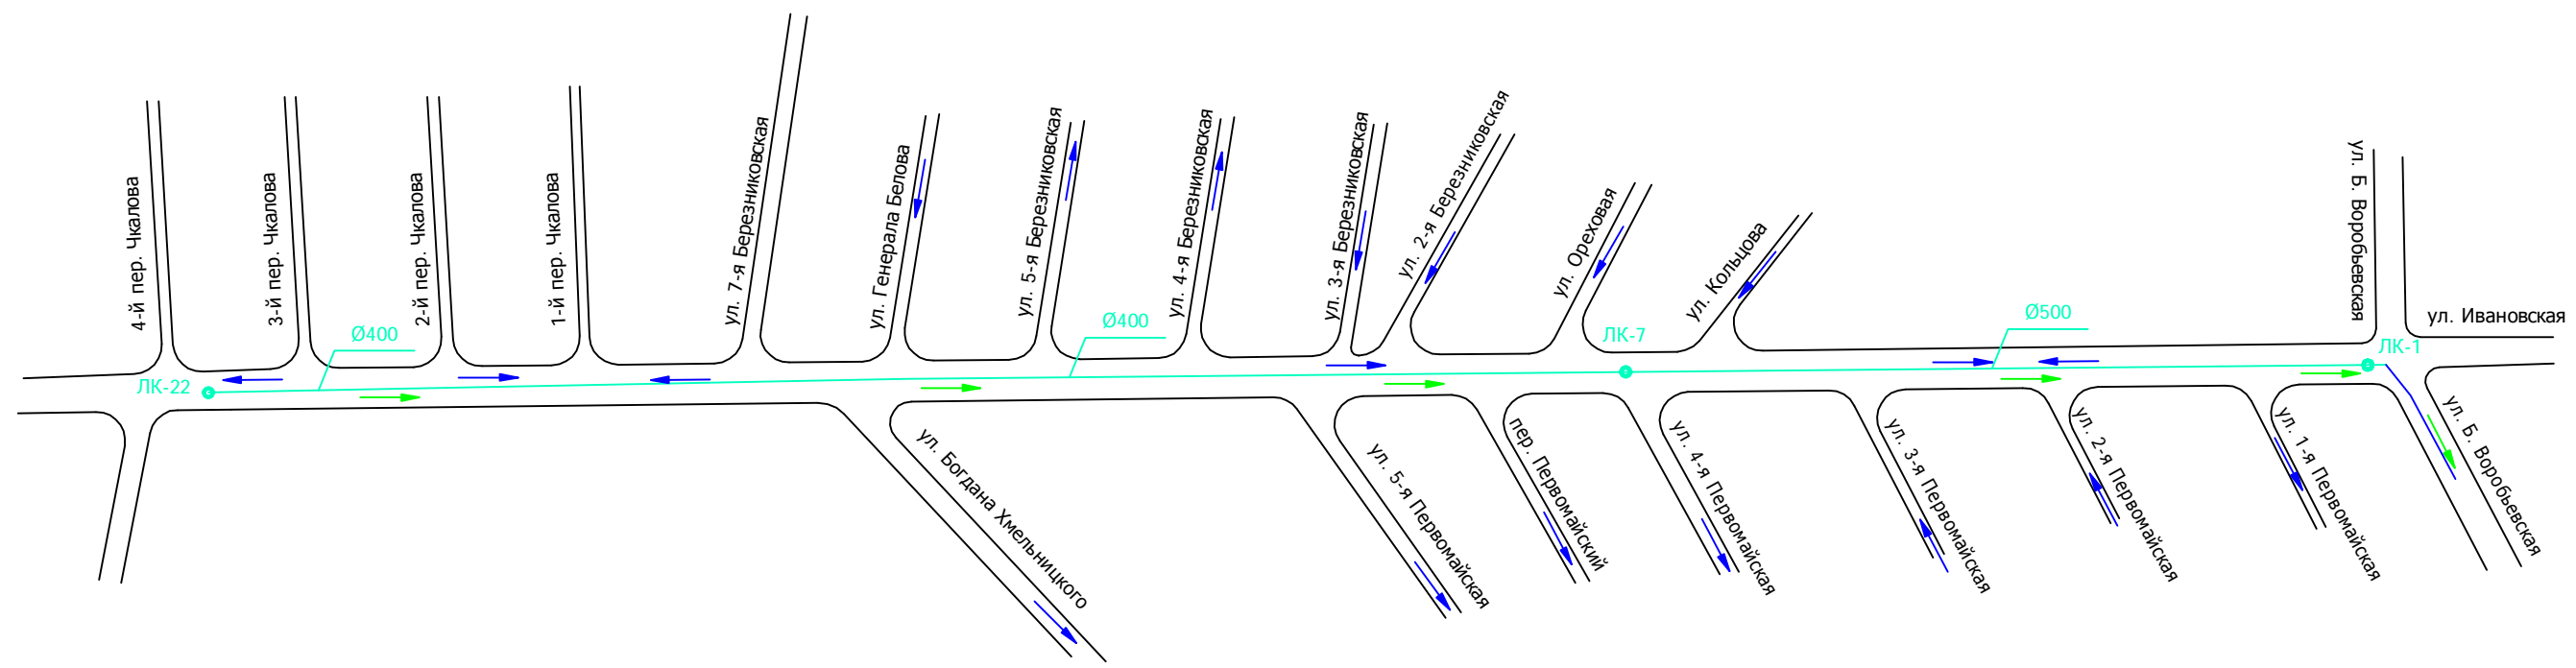 4-й пер. Чкалова
3-й пер. Чкалова
2-й пер. Чкалова
1-й пер. Чкалова
ул. 7-я Березниковская
ул. Генерала Белова
ул. 5-я Березниковская
ул. 4-я Березниковская
ул. 3-я Березниковская
ул. 2-я Березниковская
ул. Ореховая
ул. Кольцова
ул. Б. Воробьевская
ул. Ивановская
Ø400
Ø400
ЛК-7
Ø500
ЛК-1
ЛК-22
ул. Богдана Хмельницкого
ул. 5-я Первомайская
пер. Первомайский
ул. 4-я Первомайская
ул. 3-я Первомайская
ул. 2-я Первомайская
ул. 1-я Первомайская
ул. Б. Воробьевская